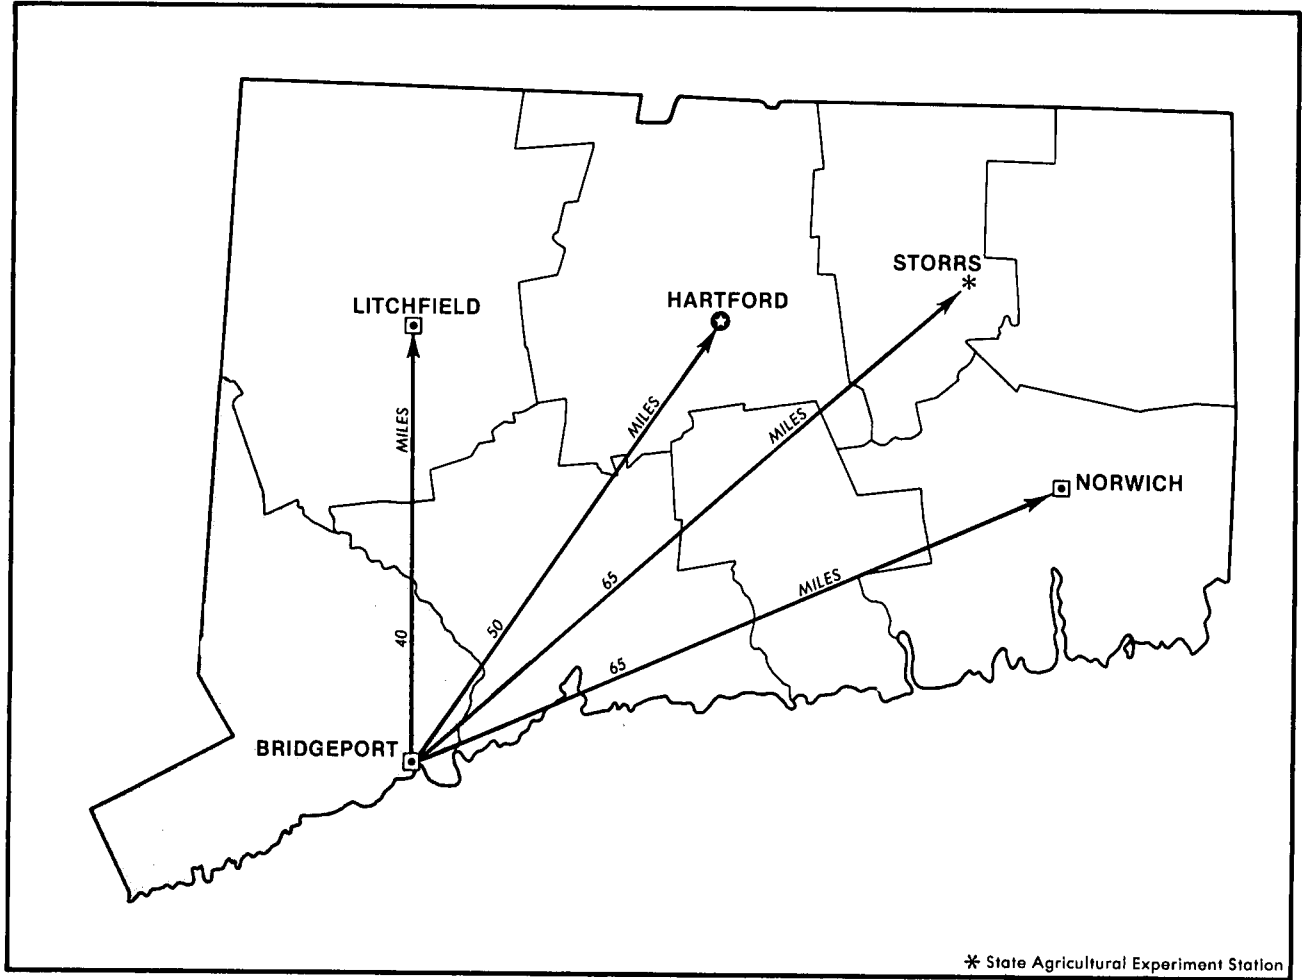 STORRS
*
LITCHFIELD
HARTFORD
MILES
MILES
MILES
NORWICH
MILES
40
50
65
65
BRIDGEPORT
* State Agricultural Experiment Station